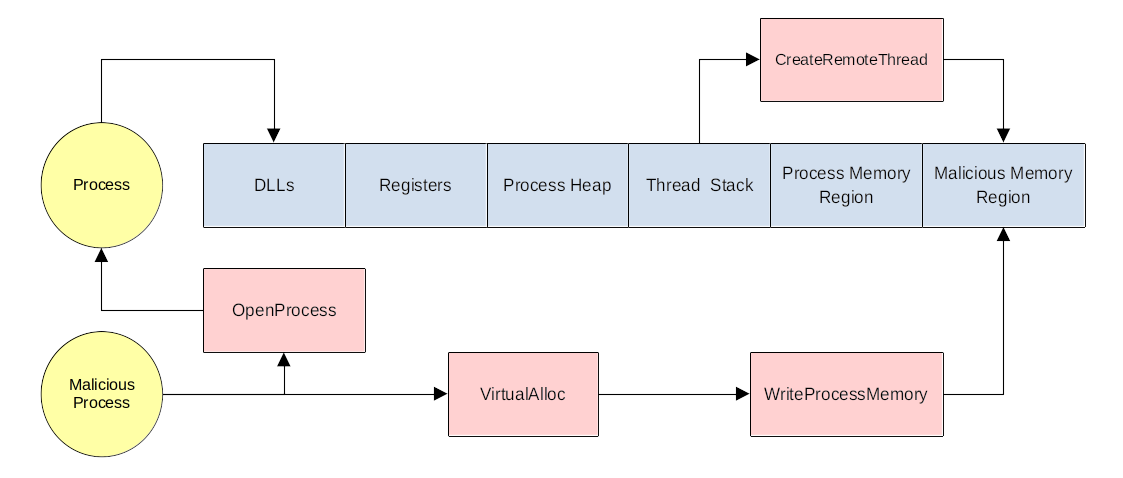 CreateRemoteThread
Process
DLLs
Registers
Process Heap
Thread Stack
Process Memory
Region
Malicious Memory
Region
OpenProcess
Malicious
Process
VirtualAlloc
WriteProcessMemory